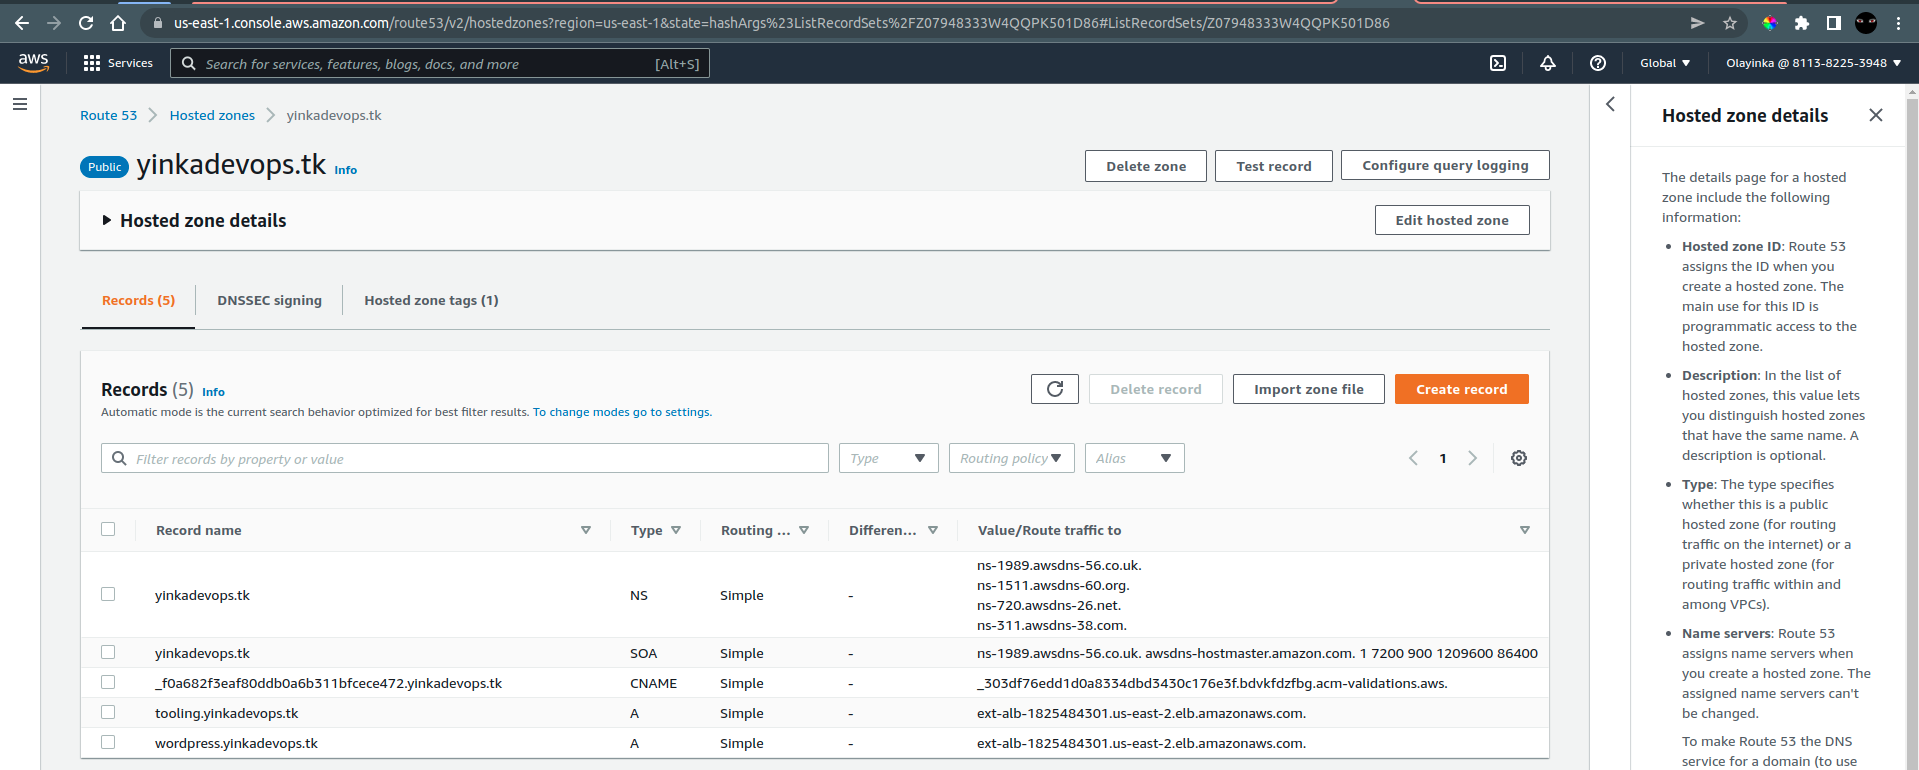 us-east-1.console.aws.amazon.com/route53/v2/hostedzones?region=us-east-1&state=hashArgs%23ListRecordSets%2FZ07948333W4QQPK501D86#ListRecordSets/Z07948333W4QQPK501D86
aws
Services
Search for services, features, blogs, docs, and more
[Alt+S]
Global
Olayinka @ 8113-8225-3948
Route 53
Hosted zones
yinkadevops.tk
Public
yinkadevops.tk
Info
Delete zone
Test record
Configure query logging
Hosted zone details
Edit hosted zone
Records (5)
DNSSEC signing
Hosted zone tags (1)
Records (5)
Info
Automatic mode is the current search behavior optimized for best filter results. To change modes go to settings.
Delete record
Import zone file
Create record
Filter records by property or value
Type
Routing policy
Alias
1
Record name
Type
Routing ...
Differen...
Value/Route traffic to
yinkadevops.tk
NS
Simple
-
ns-1989.awsdns-56.co.uk.
ns-1511.awsdns-60.org.
ns-720.awsdns-26.net.
ns-311.awsdns-38.com.
yinkadevops.tk
SOA
Simple
-
ns-1989.awsdns-56.co.uk. awsdns-hostmaster.amazon.com. 1 7200 900 1209600 86400
_f0a682f3eaf80ddb0a6b311bfcece472.yinkadevops.tk
CNAME
Simple
-
_303df76edd1d0a8334dbd3430c176e3f.bdvkfdzfbg.acm-validations.aws.
tooling.yinkadevops.tk
A
Simple
-
ext-alb-1825484301.us-east-2.elb.amazonaws.com.
wordpress.yinkadevops.tk
A
Simple
-
ext-alb-1825484301.us-east-2.elb.amazonaws.com.
Hosted zone details
The details page for a hosted
zone include the following
information:
• Hosted zone ID: Route 53
assigns the ID when you
create a hosted zone. The
main use for this ID is
programmatic access to the
hosted zone.
• Description: In the list of
hosted zones, this value lets
you distinguish hosted zones
that have the same name. A
description is optional.
• Type: The type specifies
whether this is a public
hosted zone (for routing
traffic on the internet) or a
private hosted zone (for
routing traffic within and
among VPCs).
• Name servers: Route 53
assigns name servers when
you create a hosted zone. The
assigned name servers can't
be changed.
To make Route 53 the DNS
service for a domain (to use